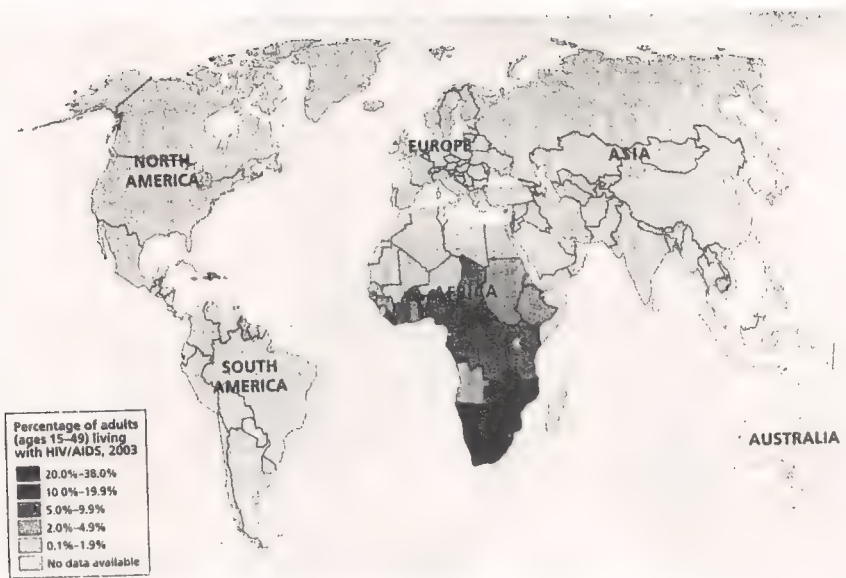 NORTH
AMERICA
EUROPE
ASIA
AFRICA
SOUTH
AMERICA
AUSTRALIA
Percentage of adults
(ages 15–49) living
with HIV/AIDS, 2003
20.0%–38.0%
10.0%–19.9%
5.0%–9.9%
2.0%–4.9%
0.1%–1.9%
No data available